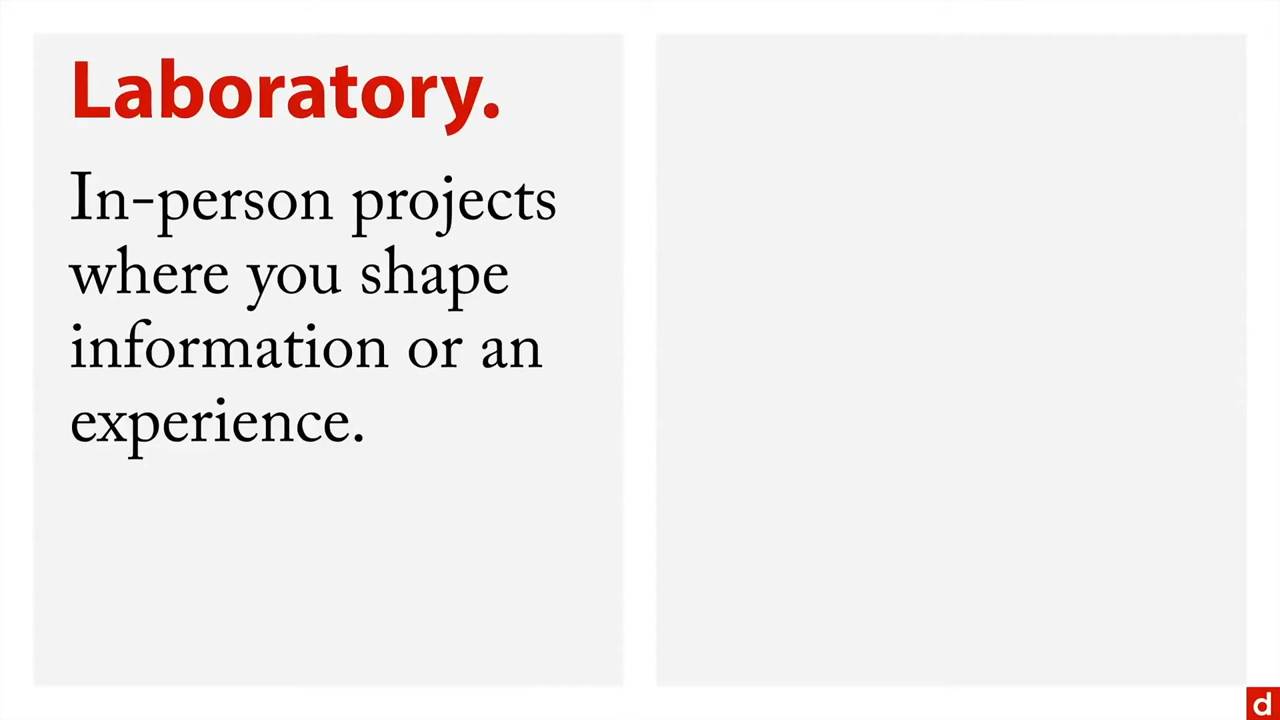 Laboratory.
In-person projects
where you shape
information or an
experience.
d